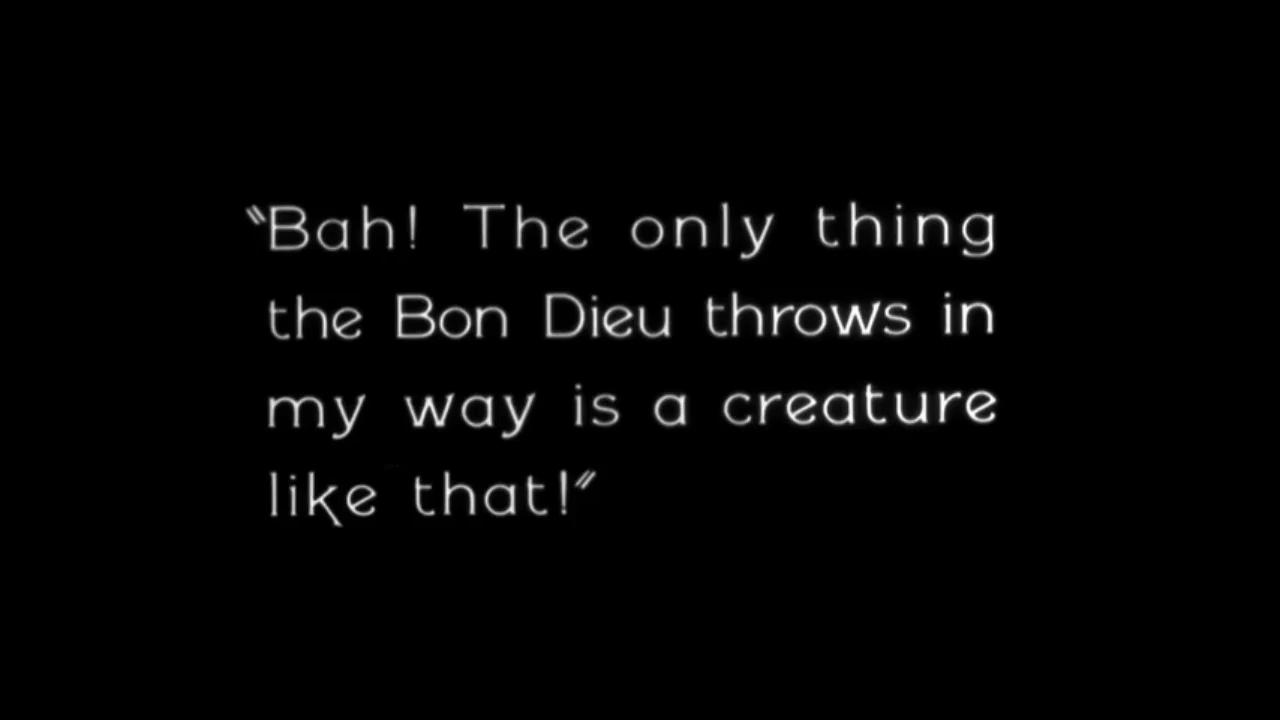 “Bah! The only thing
the Bon Dieu throws in
my way is a creature
like that!”